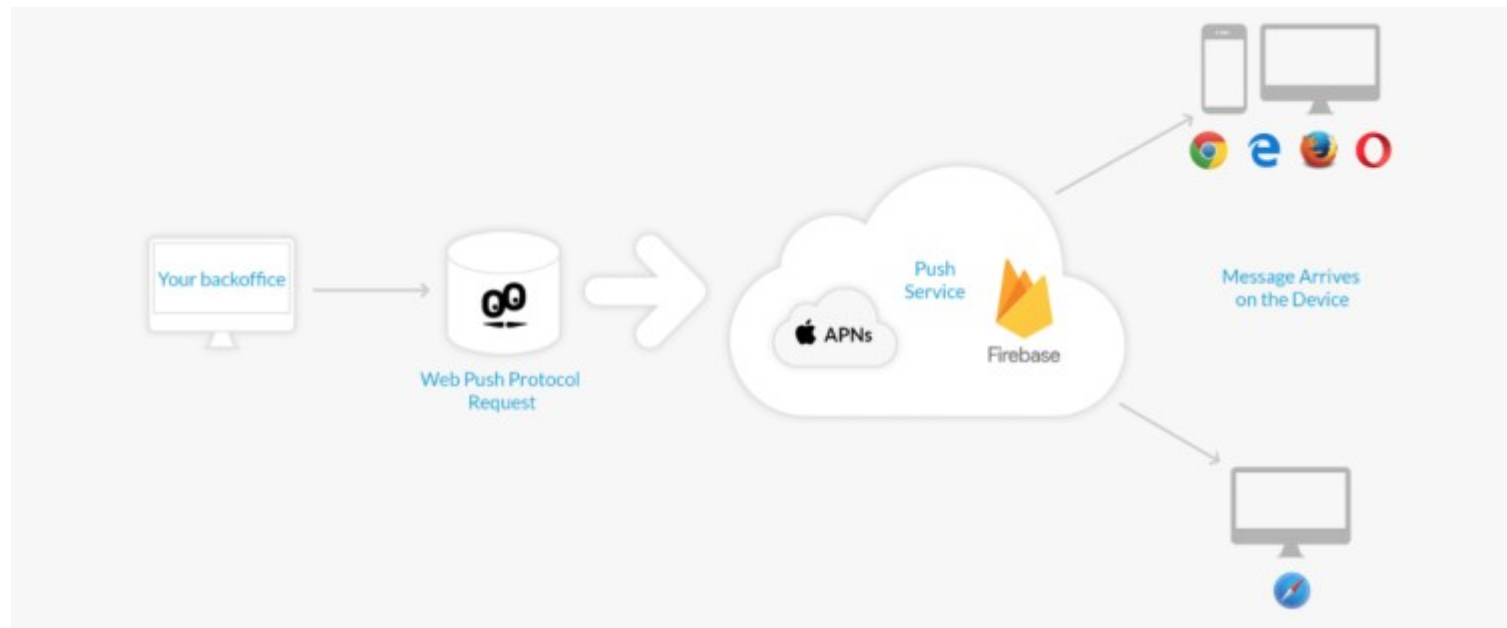 Your backoffice
Web Push Protocol
Request
Push
Service
APNs
Firebase
Message Arrives
on the Device